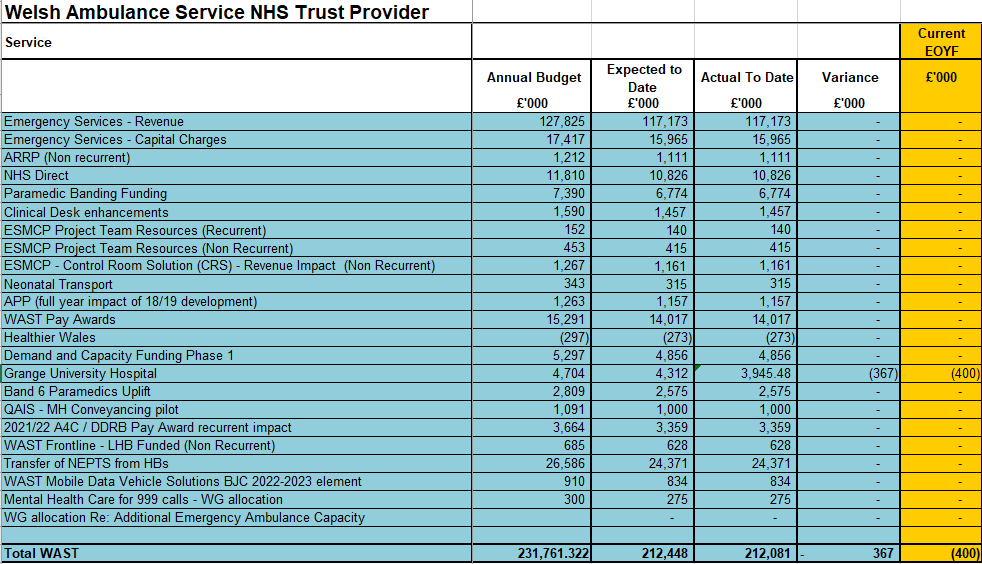 Welsh Ambulance Service NHS Trust Provider
Service Current EOYF
Annual Budget Expected to Date Actual To Date Variance £'000
£'000 £'000 £'000 £'000
Emergency Services - Revenue 127,825 117,173 117,173 - -
Emergency Services - Capital Charges 17,417 15,965 15,965 - -
ARRP (Non recurrent) 1,212 1,111 1,111 - -
NHS Direct 11,810 10,826 10,826 - -
Paramedic Banding Funding 7,390 6,774 6,774 - -
Clinical Desk enhancements 1,590 1,457 1,457 - -
ESMCP Project Team Resources (Recurrent) 152 140 140 - -
ESMCP Project Team Resources (Non Recurrent) 453 415 415 - -
ESMCP - Control Room Solution (CRS) - Revenue Impact (Non Recurrent) 1,267 1,161 1,161 - -
Neonatal Transport 343 315 315 - -
APP (full year impact of 18/19 development) 1,263 1,157 1,157 - -
WAST Pay Awards 15,291 14,017 14,017 - -
Healthier Wales (297) (273) (273) - -
Demand and Capacity Funding Phase 1 5,297 4,856 4,856 - -
Grange University Hospital 4,704 4,312 3,945.48 (367) (400)
Band 6 Paramedics Uplift 2,809 2,575 2,575 - -
QAIS - MH Conveyancing pilot 1,091 1,000 1,000 - -
2021/22 A4C / DDRB Pay Award recurrent impact 3,664 3,359 3,359 - -
WAST Frontline - LHB Funded (Non Recurrent) 685 628 628 - -
Transfer of NEPTS from HBs 26,586 24,371 24,371 - -
WAST Mobile Data Vehicle Solutions BJC 2022-2023 element 910 834 834 - -
Mental Health Care for 999 calls - WG allocation 300 275 275 - -
WG allocation Re: Additional Emergency Ambulance Capacity - - - -
Total WAST 231,761.322 212,448 212,081 - 367 (400)